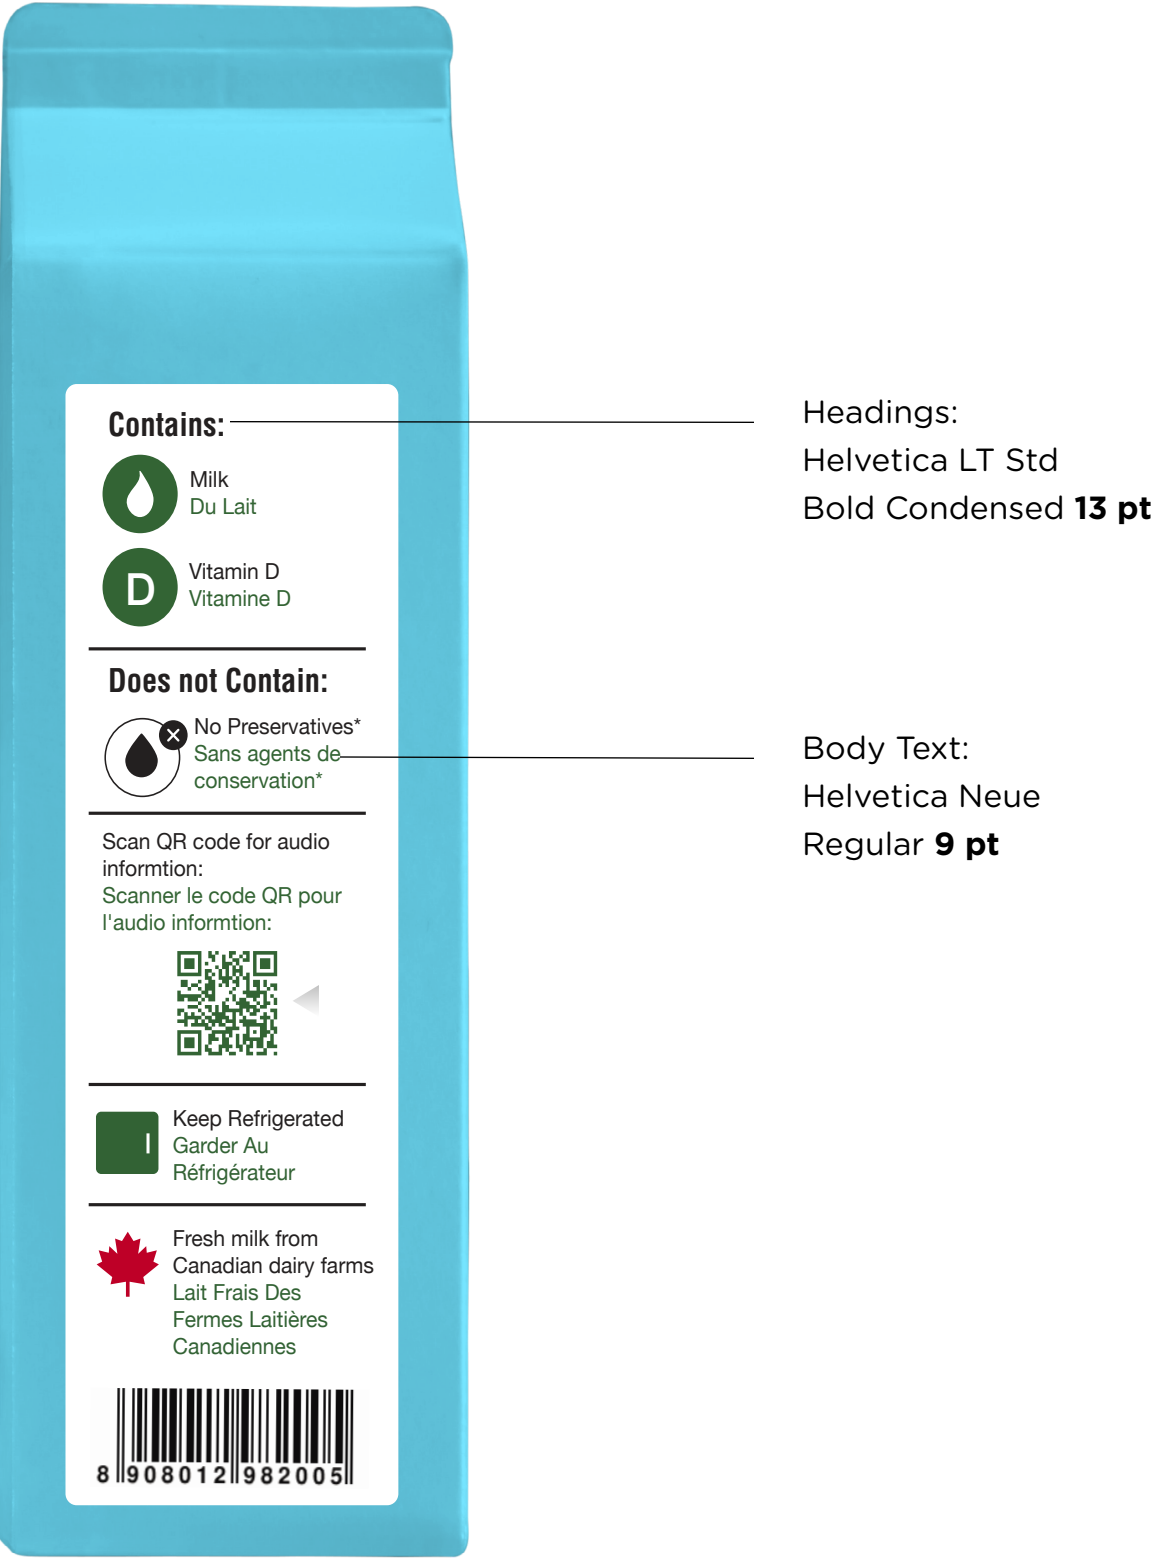 Contains:
Milk
Du Lait
D
Vitamin D
Vitamine D
Does not Contain:
No Preservatives*
Sans agents de
conservation*
Scan QR code for audio
informtion:
Scanner le code QR pour
l'audio informtion:
Keep Refrigerated
Garder Au
Réfrigérateur
Fresh milk from
Canadian dairy farms
Lait Frais Des
Fermes Laitières
Canadiennes
8 908012 982005
Headings:
Helvetica LT Std
Bold Condensed 13 pt
Body Text:
Helvetica Neue
Regular 9 pt